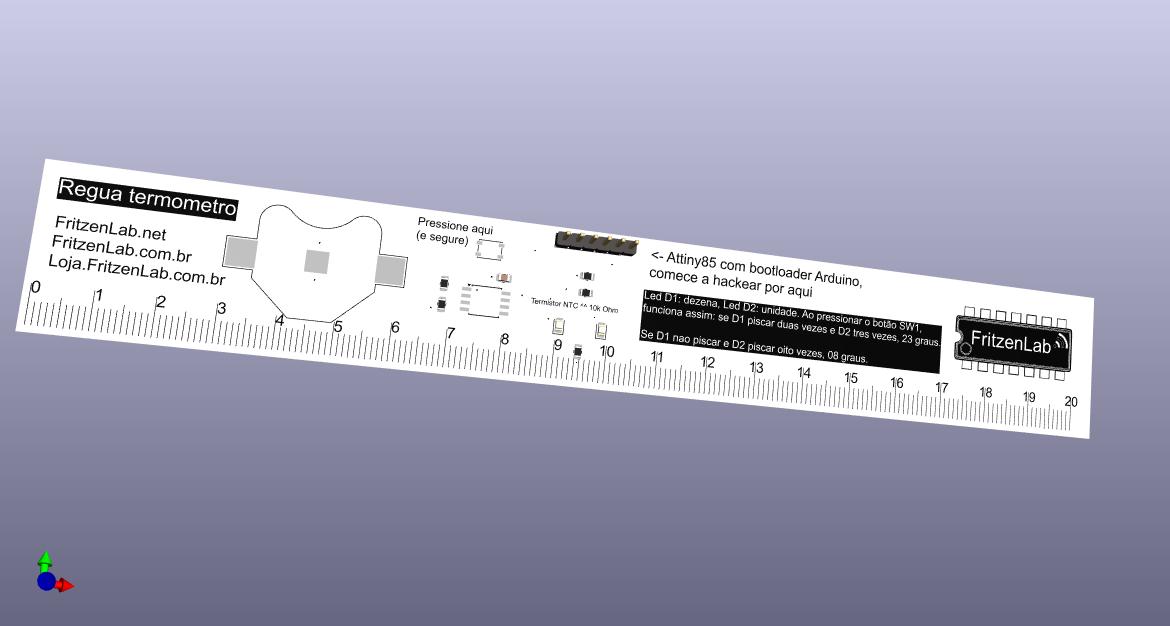 Regua termometro
FritzenLab.net
FritzenLab.com.br
Loja.FritzenLab.com.br
Pressione aqui
(e segure)
Termistor NTC ^^ 10k Ohm
<- Attiny85 com bootloader Arduino,
comece a hackear por aqui
Led D1: dezena, Led D2: unidade. Ao pressionar o botão SW1,
funciona assim: se D1 piscar duas vezes e D2 tres vezes, 23 graus.
Se D1 nao piscar e D2 piscar oito vezes, 08 graus.
FritzenLab
0 1 2 3 4 5 6 7 8 9 10 11 12 13 14 15 16 17 18 19 20